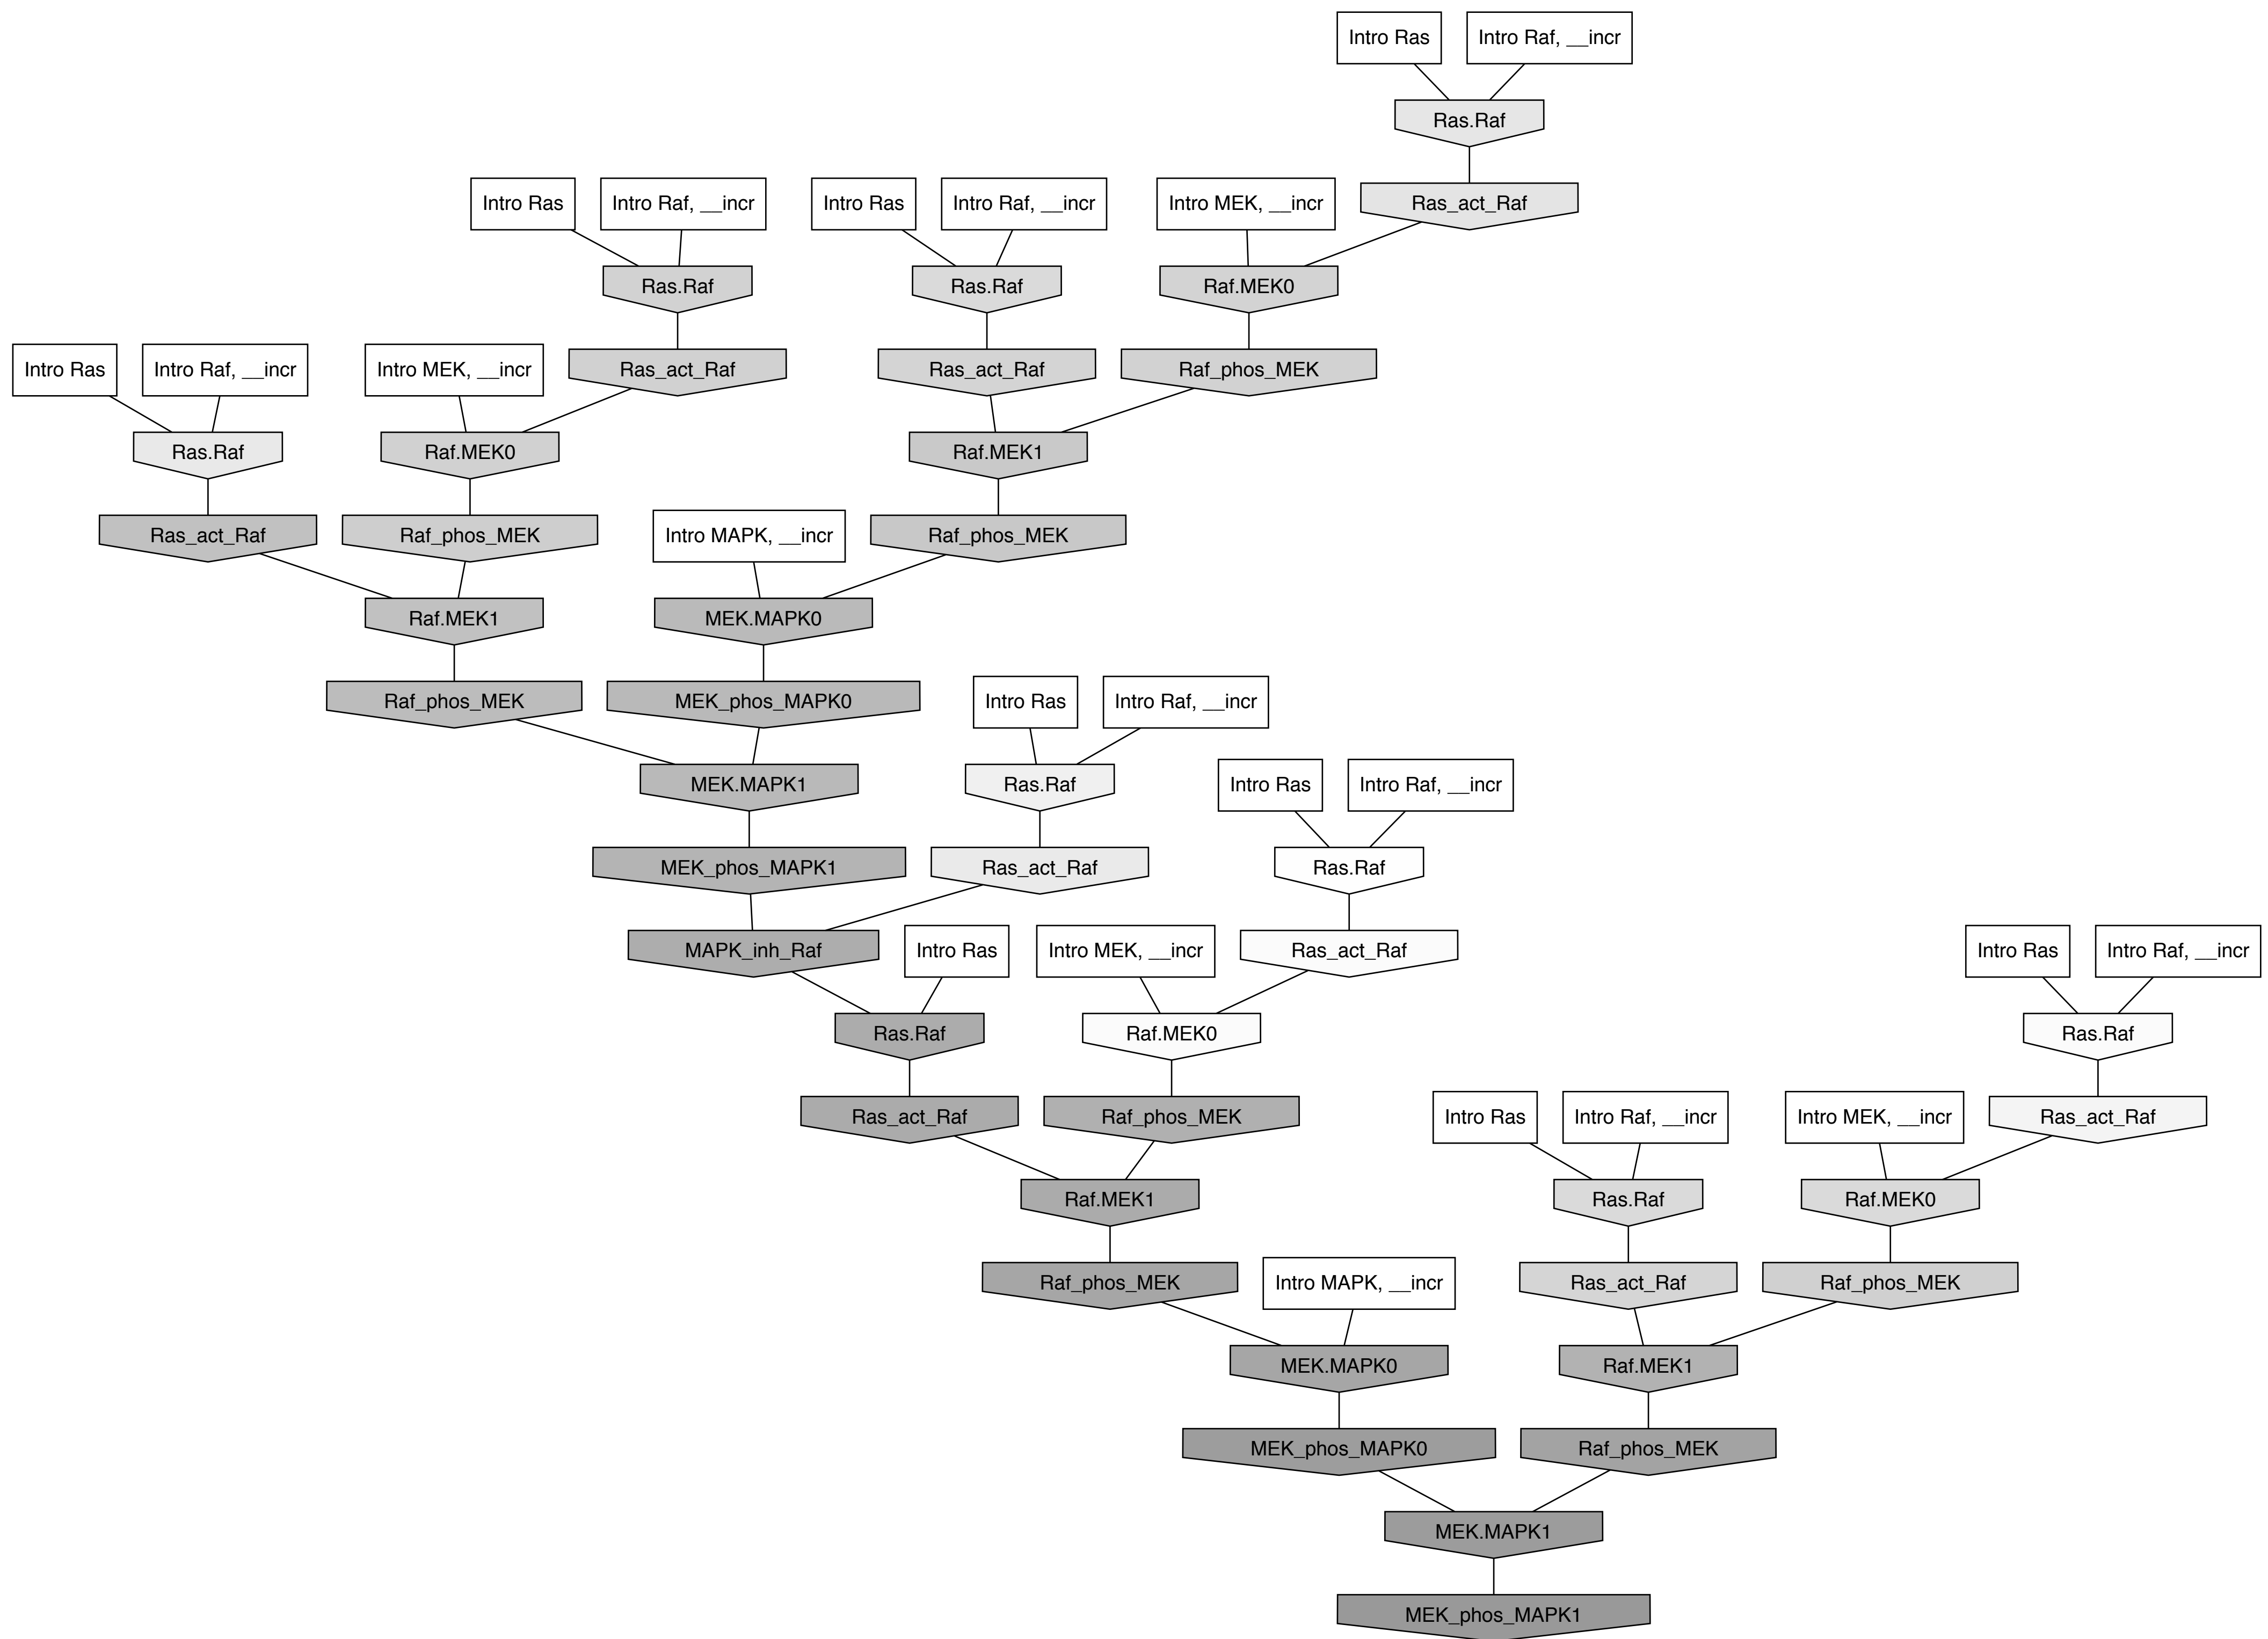 Intro Ras
Intro Raf, __incr
Ras.Raf
Intro Ras
Intro Raf, __incr
Intro Ras
Intro Raf, __incr
Intro MEK, __incr
Ras_act_Raf
Ras.Raf
Ras.Raf
Raf.MEK0
Intro Ras
Intro Raf, __incr
Intro MEK, __incr
Ras_act_Raf
Ras_act_Raf
Raf_phos_MEK
Ras.Raf
Raf.MEK0
Raf.MEK1
Ras_act_Raf
Raf_phos_MEK
Intro MAPK, __incr
Raf_phos_MEK
Raf.MEK1
MEK.MAPK0
Raf_phos_MEK
MEK_phos_MAPK0
Intro Ras
Intro Raf, __incr
MEK.MAPK1
Ras.Raf
Intro Ras
Intro Raf, __incr
MEK_phos_MAPK1
Ras_act_Raf
Ras.Raf
MAPK_inh_Raf
Intro Ras
Intro MEK, __incr
Ras_act_Raf
Intro Ras
Intro Raf, __incr
Ras.Raf
Raf.MEK0
Ras.Raf
Ras_act_Raf
Raf_phos_MEK
Intro Ras
Intro Raf, __incr
Intro MEK, __incr
Ras_act_Raf
Raf.MEK1
Ras.Raf
Raf.MEK0
Raf_phos_MEK
Intro MAPK, __incr
Ras_act_Raf
Raf_phos_MEK
MEK.MAPK0
Raf.MEK1
MEK_phos_MAPK0
Raf_phos_MEK
MEK.MAPK1
MEK_phos_MAPK1